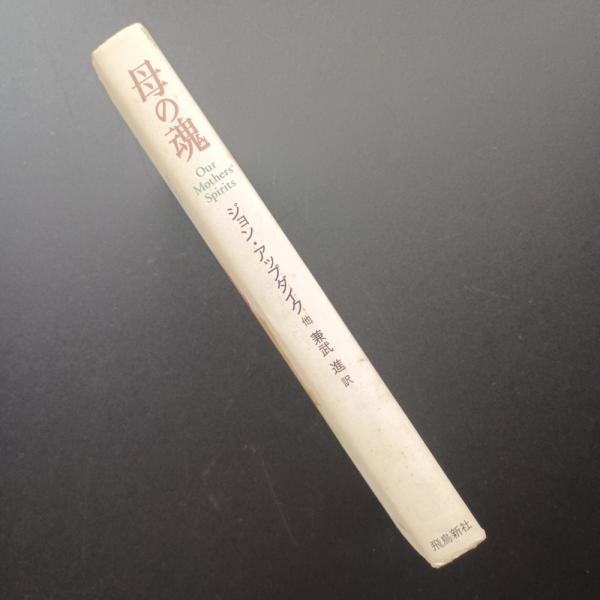 母の魂
Our
Mothers'
Spirits
ジョン・アップダイク 他 兼武 進 訳
飛鳥新社